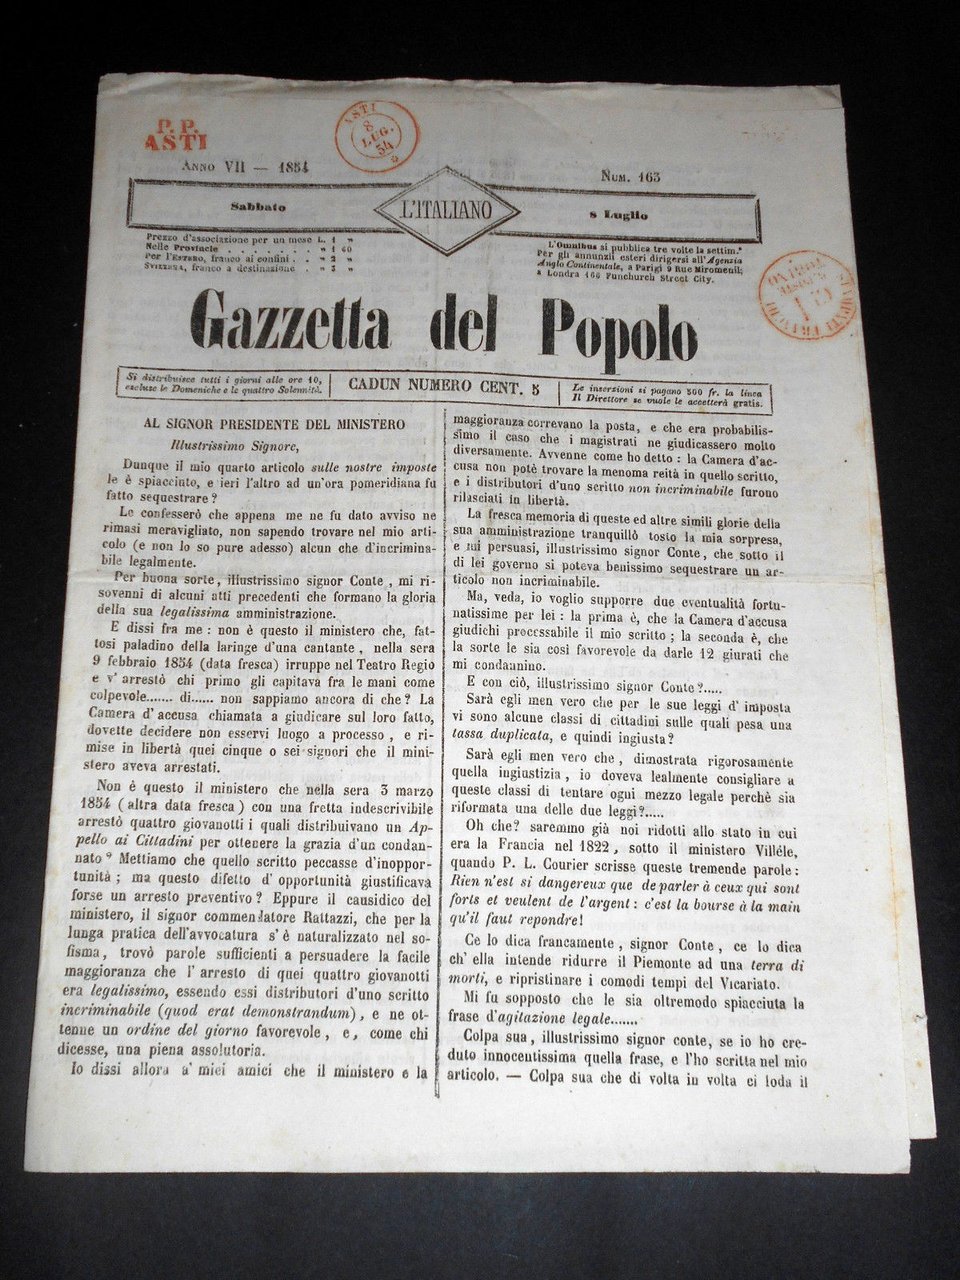 P. P.
ASTI
ASTI
8
LUG.
54
ANNO VII — 1854
NUM. 163
Sabbato
L'ITALIANO
8 Luglio
Prezzo d'associazione per un mese L. 1 »
Nelle Provincie . . . . . » 1 60
Per l'ESTERO, franco ai confini . . » 2 »
SVIZZERA, franco a destinazione . » 3 »
L'Omnibus si pubblica tre volte la settim.ª
Per gli annunzii esteri dirigersi all'Agenzia
Anglo Continentale, a Parigi 9 Rue Miromenil;
a Londra 166 Funchurch Street City.
Gazzetta del Popolo
Si distribuisce tutti i giorni alle ore 10,
escluse le Domeniche e le quattro Solennità.
CADUN NUMERO CENT. 5
Le inserzioni si pagano 500 fr. la linea
Il Direttore se vuole le accetterà gratis.
AL SIGNOR PRESIDENTE DEL MINISTERO
Illustrissimo Signore,
Dunque il mio quarto articolo sulle nostre imposte
le è spiacciuto, e ieri l'altro ad un'ora pomeridiana fu
fatto sequestrare?
Le confesserò che appena me ne fu dato avviso ne
rimasi meravigliato, non sapendo trovare nel mio arti-
colo (e non lo so pure adesso) alcun che d'incrimina-
bile legalmente.
Per buona sorte, illustrissimo signor Conte, mi ri-
sovenni di alcuni atti precedenti che formano la gloria
della sua legalissima amministrazione.
E dissi fra me: non è questo il ministero che, fat-
tosi paladino della laringe d'una cantante, nella sera
9 febbraio 1854 (data fresca) irruppe nel Teatro Regio
e v'arrestò chi primo gli capitava fra le mani come
colpevole....... di...... non sappiamo ancora di che? La
Camera d'accusa chiamata a giudicare sul loro fatto,
dovette decidere non esservi luogo a processo, e ri-
mise in libertà quei cinque o sei signori che il mini-
stero aveva arrestati.
Non è questo il ministero che nella sera 3 marzo
1854 (altra data fresca) con una fretta indescrivibile
arrestò quattro giovanotti i quali distribuivano un Ap-
pello ai Cittadini per ottenere la grazia d'un condan-
nato? Mettiamo che quello scritto peccasse d'inoppor-
tunità; ma questo difetto d'opportunità giustificava
forse un arresto preventivo? Eppure il causidico del
ministero, il signor commendatore Rattazzi, che per la
lunga pratica dell'avvocatura s'è naturalizzato nel so-
fisma, trovò parole sufficienti a persuadere la facile
maggioranza che l'arresto di quei quattro giovanotti
era legalissimo, essendo essi distributori d'uno scritto
incriminabile (quod erat demonstrandum), e ne ot-
tenne un ordine del giorno favorevole, e, come chi
dicesse, una piena assolutoria.
Io dissi allora a' miei amici che il ministero e la
maggioranza correvano la posta, e che era probabilis-
simo il caso che i magistrati ne giudicassero molto
diversamente. Avvenne come ho detto: la Camera d'ac-
cusa non potè trovare la menoma reità in quello scritto,
e i distributori d'uno scritto non incriminabile furono
rilasciati in libertà.
La fresca memoria di queste ed altre simili glorie della
sua amministrazione tranquillò tosto la mia sorpresa,
e mi persuasi, illustrissimo signor Conte, che sotto il
di lei governo si poteva benissimo sequestrare un ar-
ticolo non incriminabile.
Ma, veda, io voglio supporre due eventualità fortu-
natissime per lei: la prima è, che la Camera d'accusa
giudichi processabile il mio scritto; la seconda è, che
la sorte le sia così favorevole da darle 12 giurati che
mi condannino.
E con ciò, illustrissimo signor Conte?.....
Sarà egli men vero che per le sue leggi d'imposta
vi sono alcune classi di cittadini sulle quali pesa una
tassa duplicata, e quindi ingiusta?
Sarà egli men vero che, dimostrata rigorosamente
quella ingiustizia, io doveva lealmente consigliare a
queste classi di tentare ogni mezzo legale perchè sia
riformata una delle due leggi?.....
Oh che? saremmo già noi ridotti allo stato in cui
era la Francia nel 1822, sotto il ministero Villéle,
quando P. L. Courier scrisse queste tremende parole:
Rien n'est si dangereux que de parler à ceux qui sont
forts et veulent de l'argent: c'est la bourse à la main
qu'il faut repondre!
Ce lo dica francamente, signor Conte, ce lo dica
ch'ella intende ridurre il Piemonte ad una terra di
morti, e ripristinare i comodi tempi del Vicariato.
Mi fu supposto che le sia oltremodo spiacciuta la
frase d'agitazione legale.......
Colpa sua, illustrissimo signor conte, se io ho cre-
duto innocentissima quella frase, e l'ho scritta nel mio
articolo. — Colpa sua che di volta in volta ci loda il